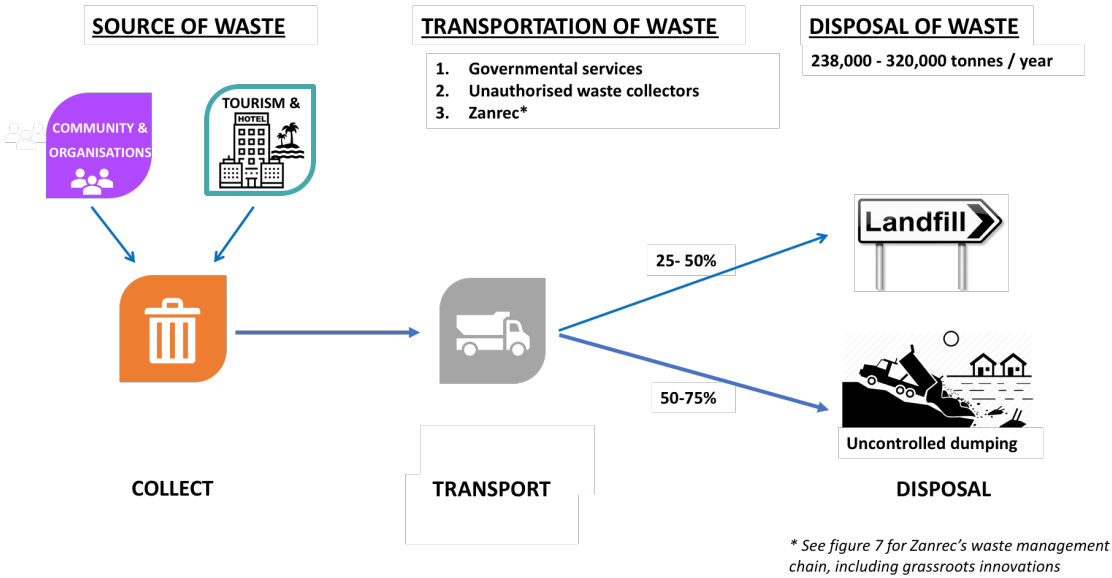 SOURCE OF WASTE
TRANSPORTATION OF WASTE
DISPOSAL OF WASTE
238,000 - 320,000 tonnes / year
1. Governmental services
2. Unauthorised waste collectors
3. Zanrec*
COMMUNITY &
ORGANISATIONS
TOURISM &
HOTEL
Landfill
25- 50%
50-75%
Uncontrolled dumping
COLLECT
TRANSPORT
DISPOSAL
* See figure 7 for Zanrec’s waste management
chain, including grassroots innovations